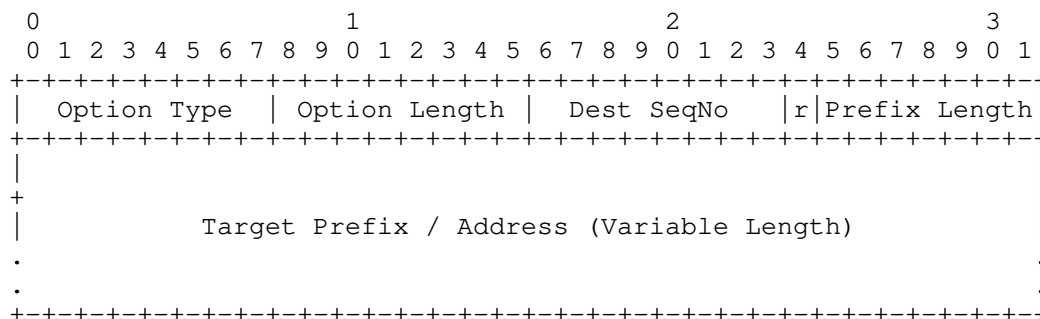 0 1 2 3
0 1 2 3 4 5 6 7 8 9 0 1 2 3 4 5 6 7 8 9 0 1 2 3 4 5 6 7 8 9 0 1
+-+-+-+-+-+-+-+-+-+-+-+-+-+-+-+-+-+-+-+-+-+-+-+-+-+-+-+-+-+-+-+--
| Option Type | Option Length | Dest SeqNo |r|Prefix Length
+-+-+-+-+-+-+-+-+-+-+-+-+-+-+-+-+-+-+-+-+-+-+-+-+-+-+-+-+-+-+-+--
|
+
| Target Prefix / Address (Variable Length)
. .
. .
+-+-+-+-+-+-+-+-+-+-+-+-+-+-+-+-+-+-+-+-+-+-+-+-+-+-+-+-+-+-+-+--